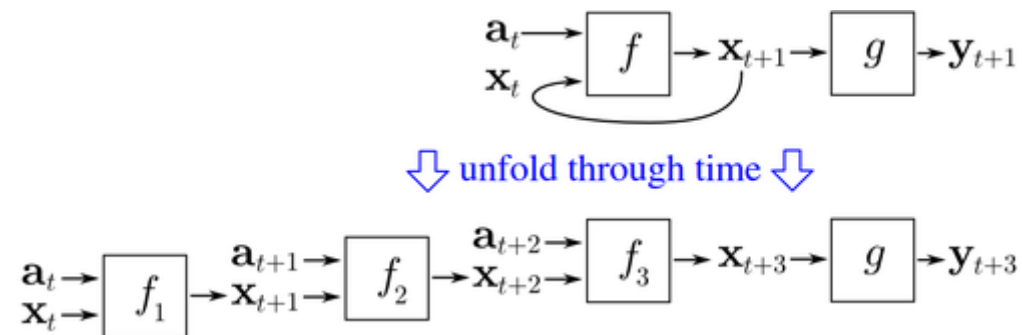 a_t f x_{t+1} g y_{t+1}
x_t
unfold through time
a_t f_1 a_{t+1} f_2 a_{t+2} f_3 x_{t+3} g y_{t+3}
x_t x_{t+1} x_{t+2}